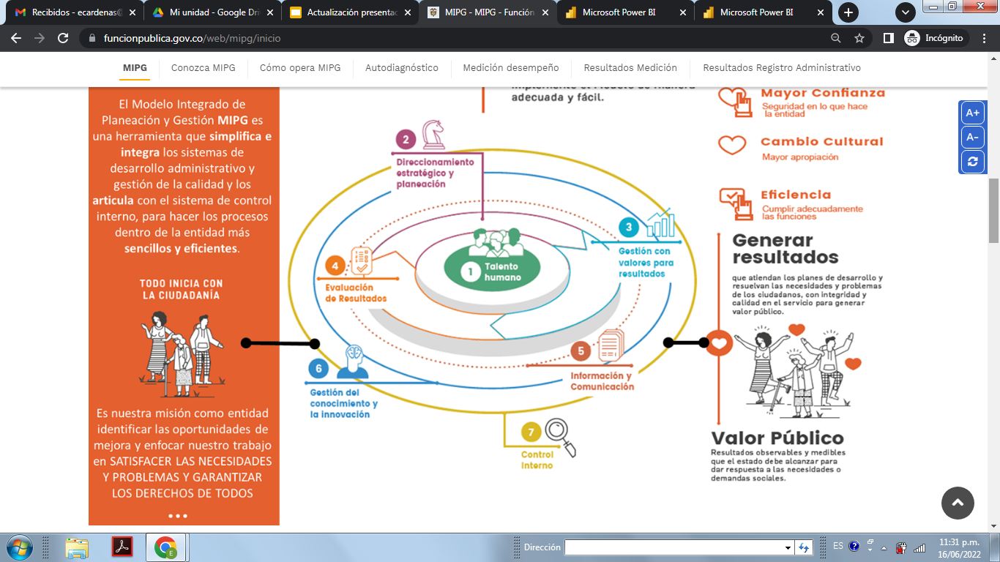 Recibidos - ecardenas@
Mi unidad - Google Dri
Actualización presentac
MIPG - MIPG - Función
Microsoft Power BI
Microsoft Power BI
funcionpublica.gov.co/web/mipg/inicio
Incógnito
MIPG
Conozca MIPG
Cómo opera MIPG
Autodiagnóstico
Medición desempeño
Resultados Medición
Resultados Registro Administrativo
El Modelo Integrado de
Planeación y Gestión MIPG es
una herramienta que simplifica e
integra los sistemas de
desarrollo administrativo y
gestión de la calidad y los
articula con el sistema de control
interno, para hacer los procesos
dentro de la entidad más
sencillos y eficientes.
TODO INICIA CON
LA CIUDADANÍA
Es nuestra misión como entidad
identificar las oportunidades de
mejora y enfocar nuestro trabajo
en SATISFACER LAS NECESIDADES
Y PROBLEMAS Y GARANTIZAR
LOS DERECHOS DE TODOS
...
implemente el Modelo de manera
adecuada y fácil.
2
Direccionamiento
estratégico y
planeación
3
Gestión con
valores para
resultados
1
Talento
humano
4
Evaluación
de Resultados
5
Información y
Comunicación
6
Gestión del
conocimiento y
la innovación
7
Control
Interno
Mayor Confianza
Seguridad en lo que hace
la entidad
Cambio Cultural
Mayor apropiación
Eficiencia
Cumplir adecuadamente
las funciones
Generar
resultados
que atiendan los planes de desarrollo y
resuelvan las necesidades y problemas
de los ciudadanos, con integridad y
calidad en el servicio para generar
valor público.
Valor Público
Resultados observables y medibles
que el estado debe alcanzar para
dar respuesta a las necesidades o
demandas sociales.
A+
A-
E
Dirección
ES
11:31 p.m.
16/06/2022